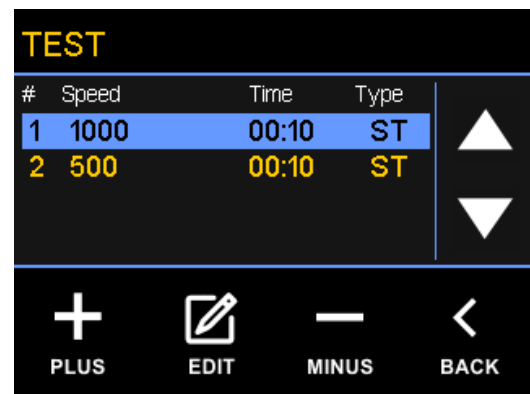 TEST
# Speed Time Type
1 1000 00:10 ST
2 500 00:10 ST
PLUS EDIT MINUS BACK